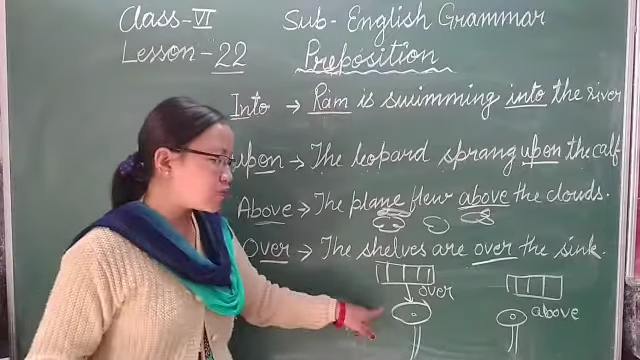 Class-VI Sub- English Grammar
Lesson-22 Preposition
Into → Ram is swimming into the river
upon → The leopard sprang upon the calf
Above → The plane flew above the clouds.
Over → The shelves are over the sink.
over
above